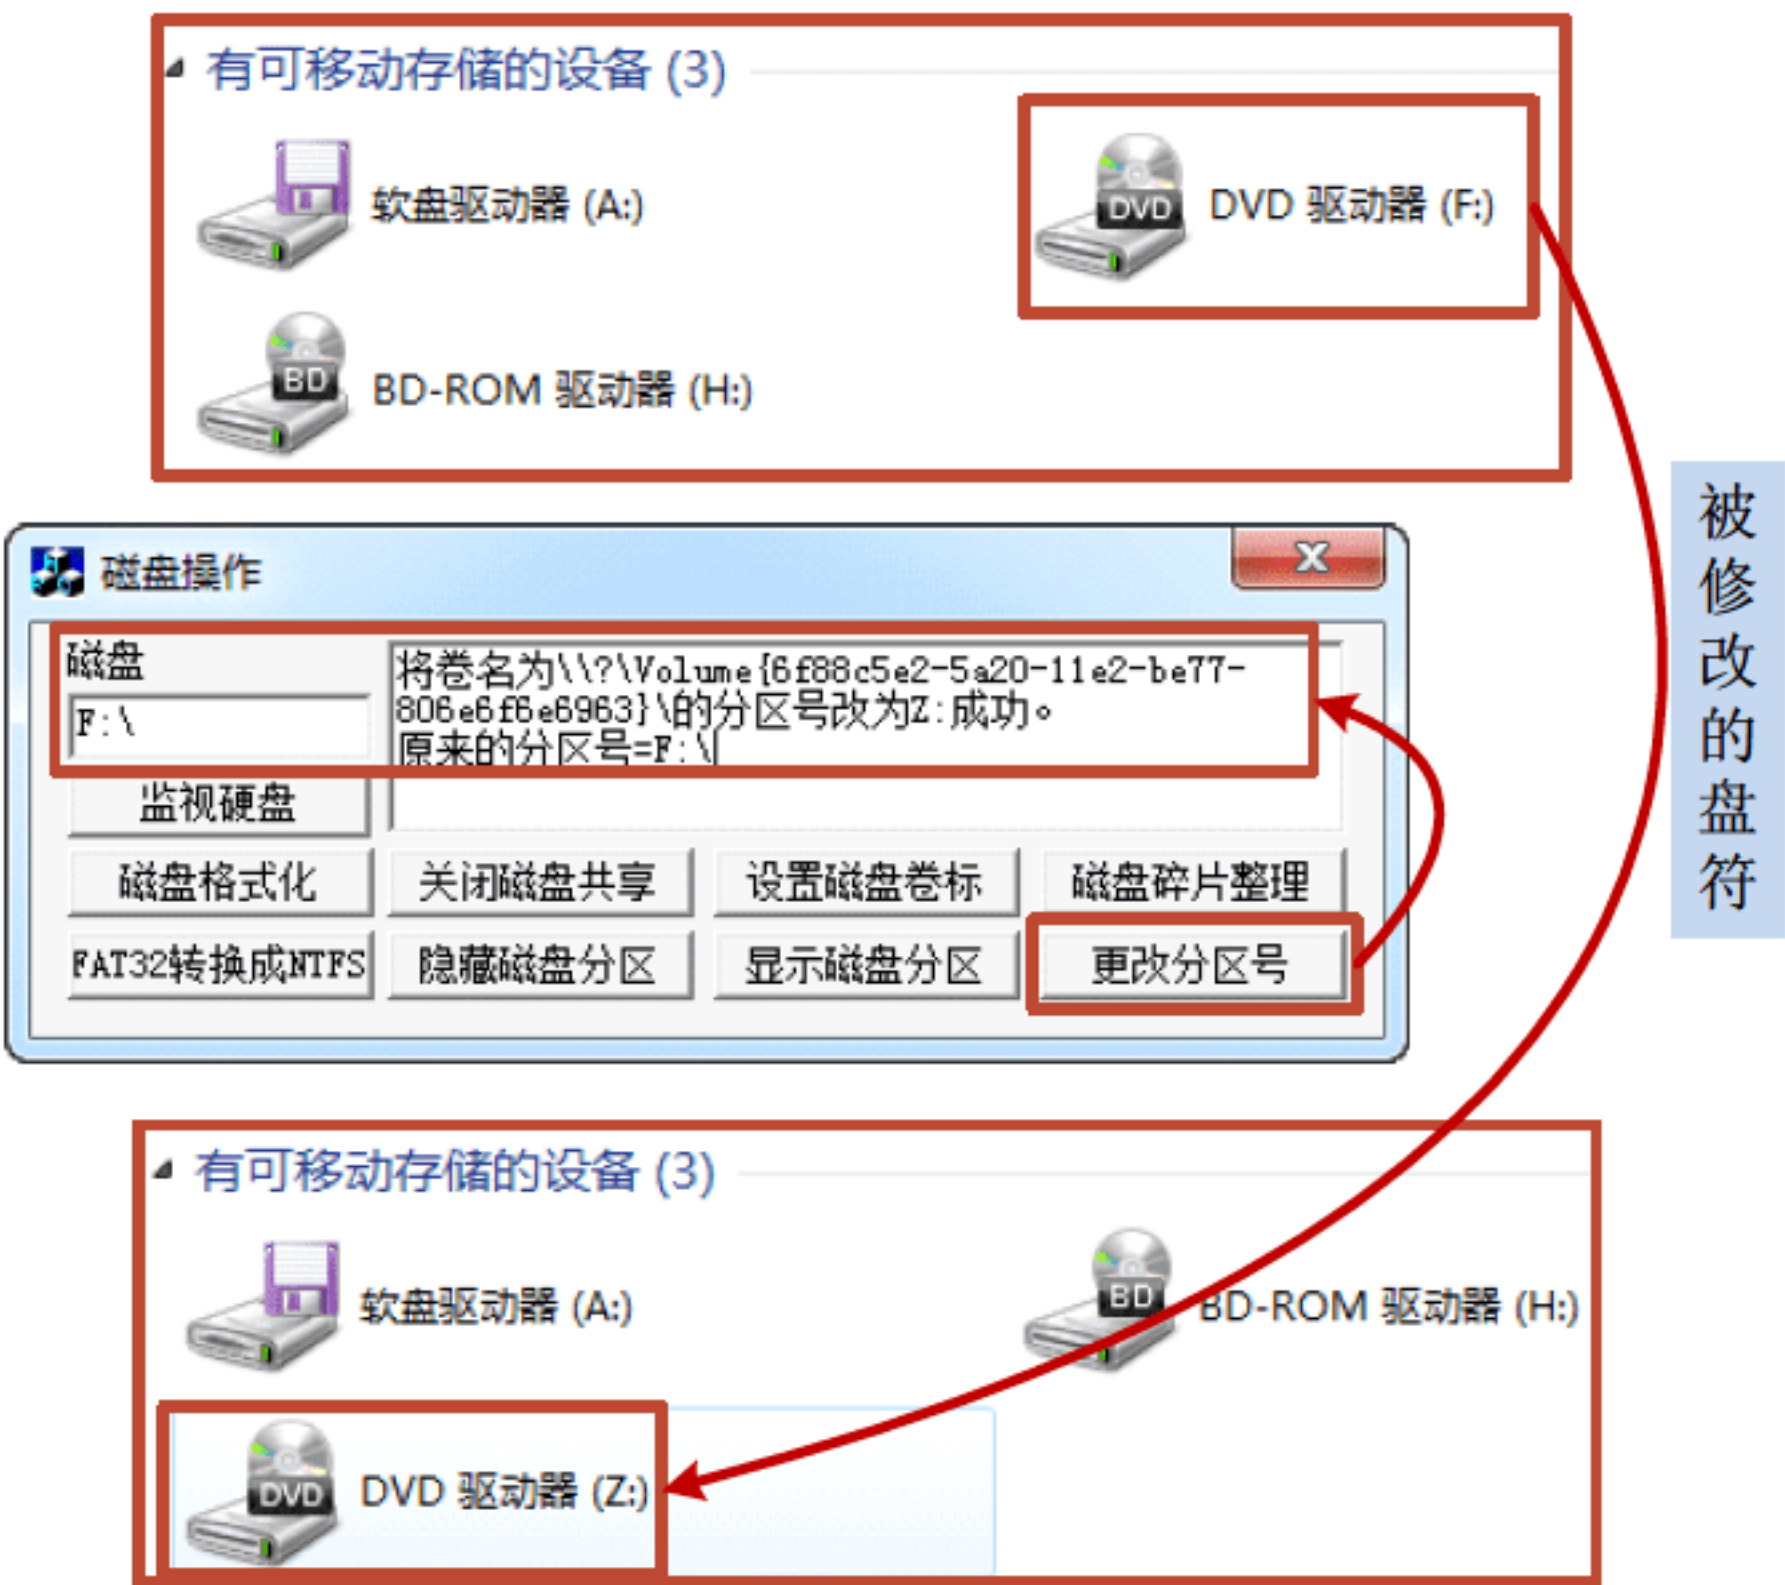 有可移动存储的设备 (3)
软盘驱动器 (A:)
DVD
DVD 驱动器 (F:)
BD
BD-ROM 驱动器 (H:)
被修改的盘符
磁盘操作
磁盘
F:\
将卷名为\\?\Volume{6f88c5e2-5a20-11e2-be77-
806e6f6e6963}\的分区号改为Z:成功。
原来的分区号=F:\
监视硬盘
磁盘格式化
关闭磁盘共享
设置磁盘卷标
磁盘碎片整理
FAT32转换成NTFS
隐藏磁盘分区
显示磁盘分区
更改分区号
有可移动存储的设备 (3)
软盘驱动器 (A:)
BD
BD-ROM 驱动器 (H:)
DVD
DVD 驱动器 (Z:)